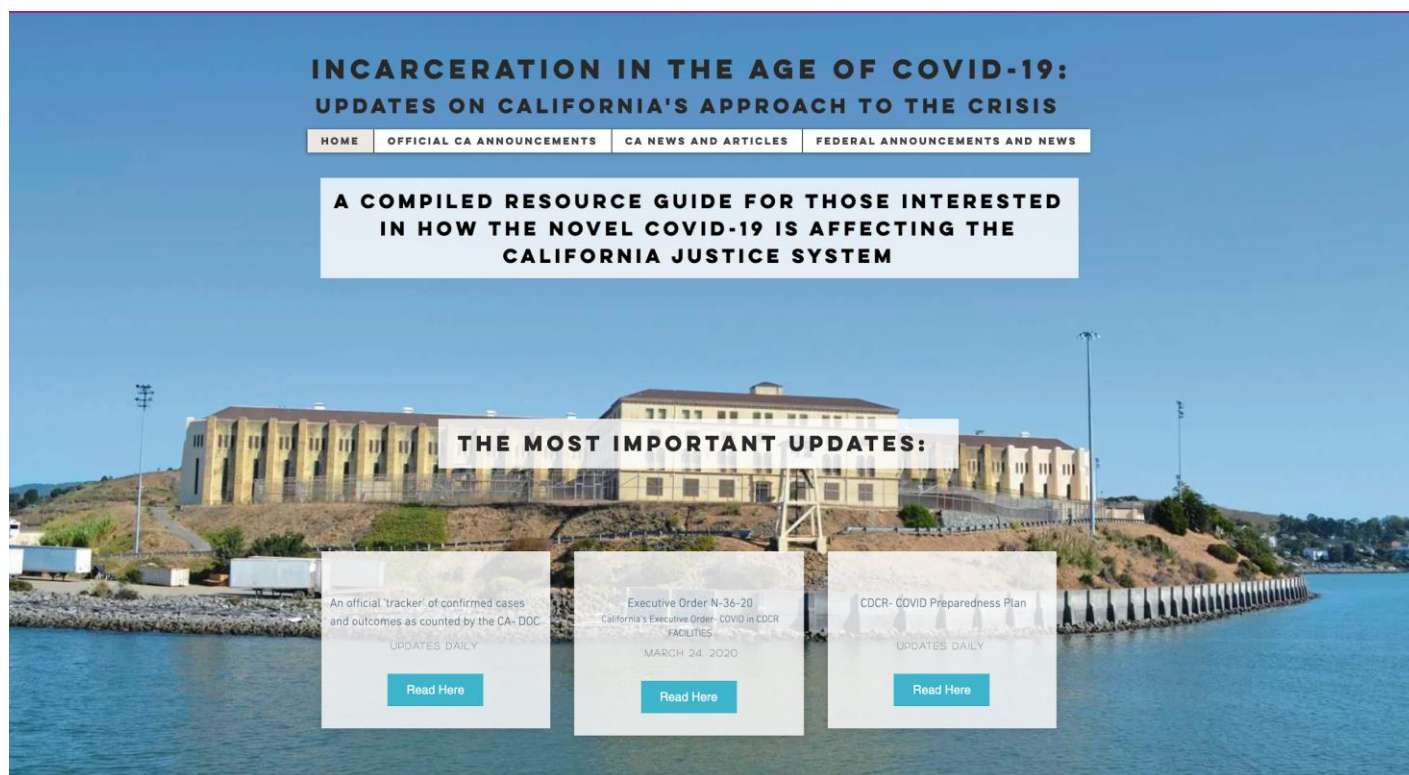 INCARCERATION IN THE AGE OF COVID-19:
UPDATES ON CALIFORNIA'S APPROACH TO THE CRISIS
HOME
OFFICIAL CA ANNOUNCEMENTS
CA NEWS AND ARTICLES
FEDERAL ANNOUNCEMENTS AND NEWS
A COMPILED RESOURCE GUIDE FOR THOSE INTERESTED
IN HOW THE NOVEL COVID-19 IS AFFECTING THE
CALIFORNIA JUSTICE SYSTEM
THE MOST IMPORTANT UPDATES:
An official 'tracker' of confirmed cases
and outcomes as counted by the CA- DOC
UPDATES DAILY
Read Here
Executive Order N-36-20
California's Executive Order- COVID in CDCR
FACILITIES
MARCH 24, 2020
Read Here
CDCR- COVID Preparedness Plan
UPDATES DAILY
Read Here